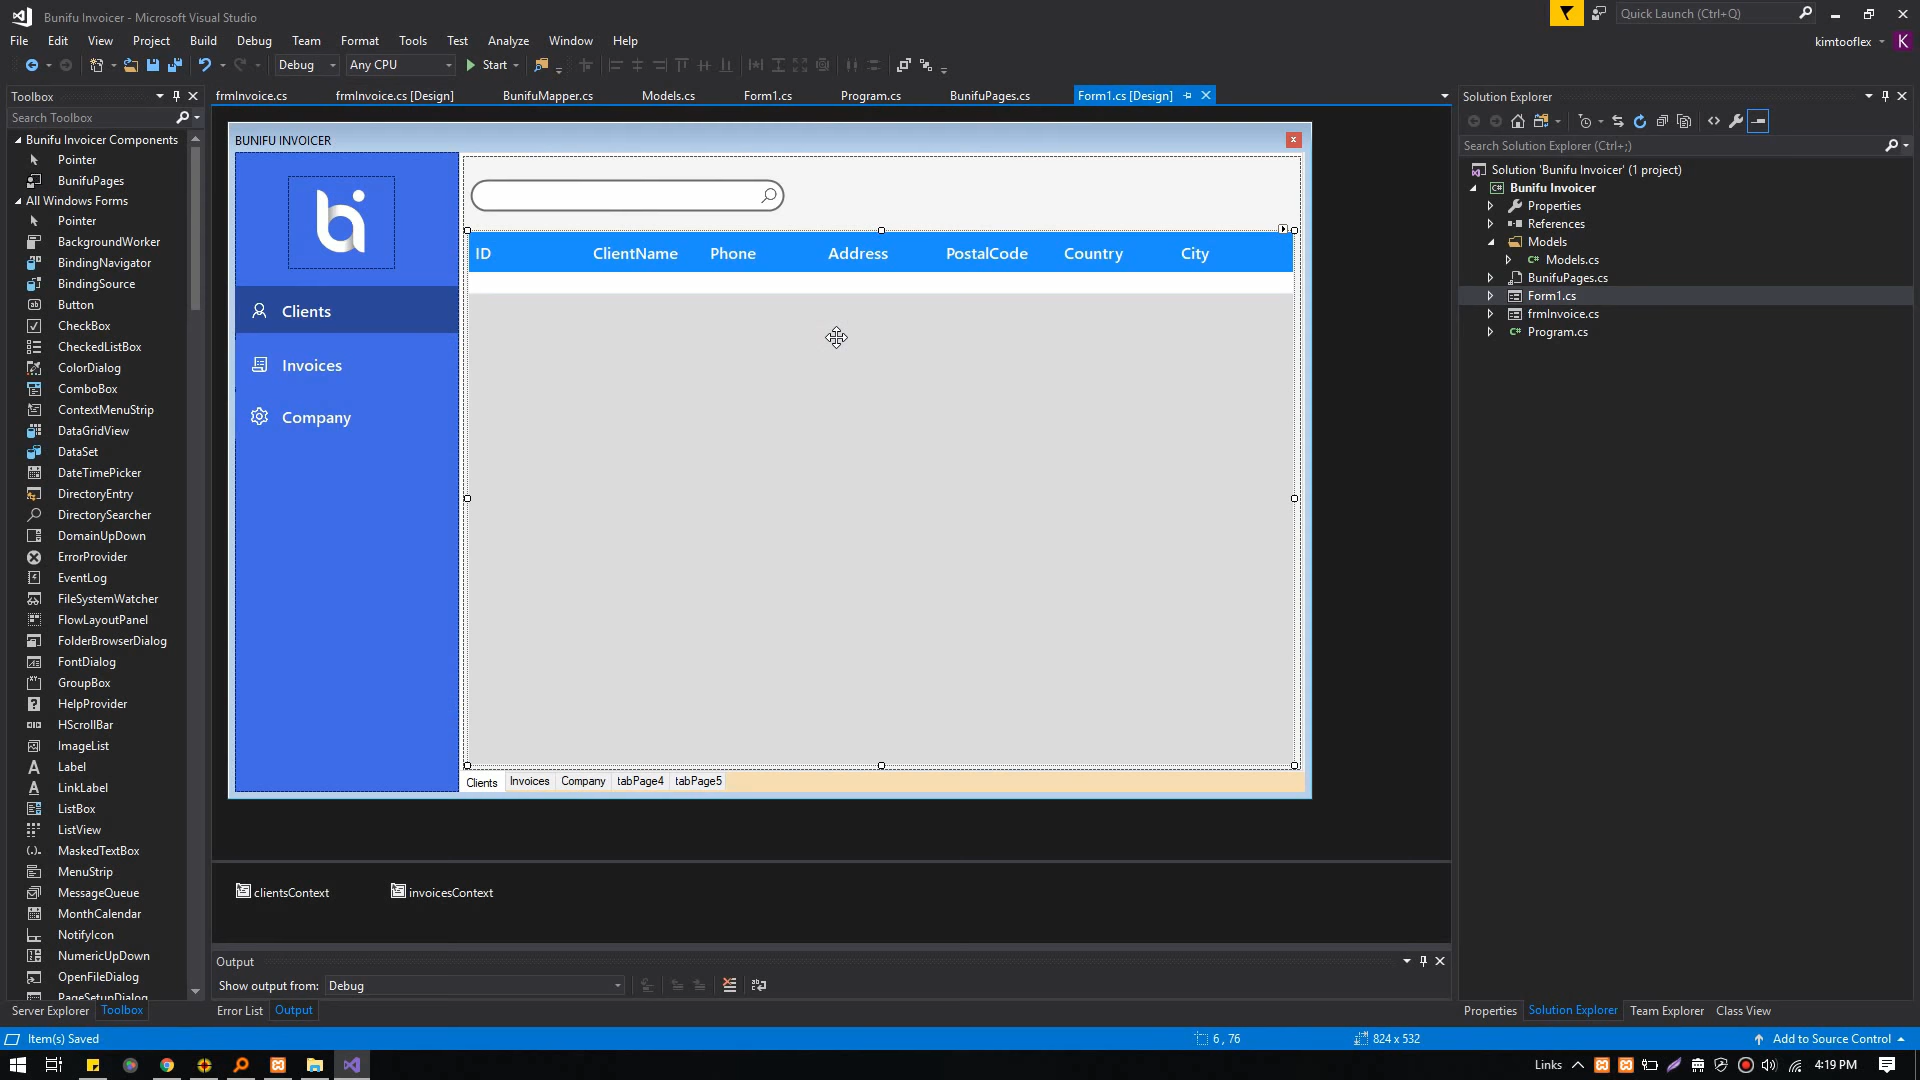 Bunifu Invoicer - Microsoft Visual Studio
Quick Launch (Ctrl+Q)
File Edit View Project Build Debug Team Format Tools Test Analyze Window Help
kimtooflex K
Debug Any CPU Start
Toolbox
frmInvoice.cs frmInvoice.cs [Design] BunifuMapper.cs Models.cs Form1.cs Program.cs BunifuPages.cs Form1.cs [Design]
Solution Explorer
Search Toolbox
Bunifu Invoicer Components
Pointer
BunifuPages
All Windows Forms
Pointer
BackgroundWorker
BindingNavigator
BindingSource
Button
CheckBox
CheckedListBox
ColorDialog
ComboBox
ContextMenuStrip
DataGridView
DataSet
DateTimePicker
DirectoryEntry
DirectorySearcher
DomainUpDown
ErrorProvider
EventLog
FileSystemWatcher
FlowLayoutPanel
FolderBrowserDialog
FontDialog
GroupBox
HelpProvider
HScrollBar
ImageList
Label
LinkLabel
ListBox
ListView
MaskedTextBox
MenuStrip
MessageQueue
MonthCalendar
NotifyIcon
NumericUpDown
OpenFileDialog
PageSetupDialog
Server Explorer Toolbox
BUNIFU INVOICER
bi
Clients
Invoices
Company
ID ClientName Phone Address PostalCode Country City
Clients Invoices Company tabPage4 tabPage5
clientsContext invoicesContext
Output
Show output from: Debug
Error List Output
Search Solution Explorer (Ctrl+;)
Solution 'Bunifu Invoicer' (1 project)
Bunifu Invoicer
Properties
References
Models
Models.cs
BunifuPages.cs
Form1.cs
frmInvoice.cs
Program.cs
Properties Solution Explorer Team Explorer Class View
Item(s) Saved 6 , 76 824 x 532 Add to Source Control
Links 4:19 PM